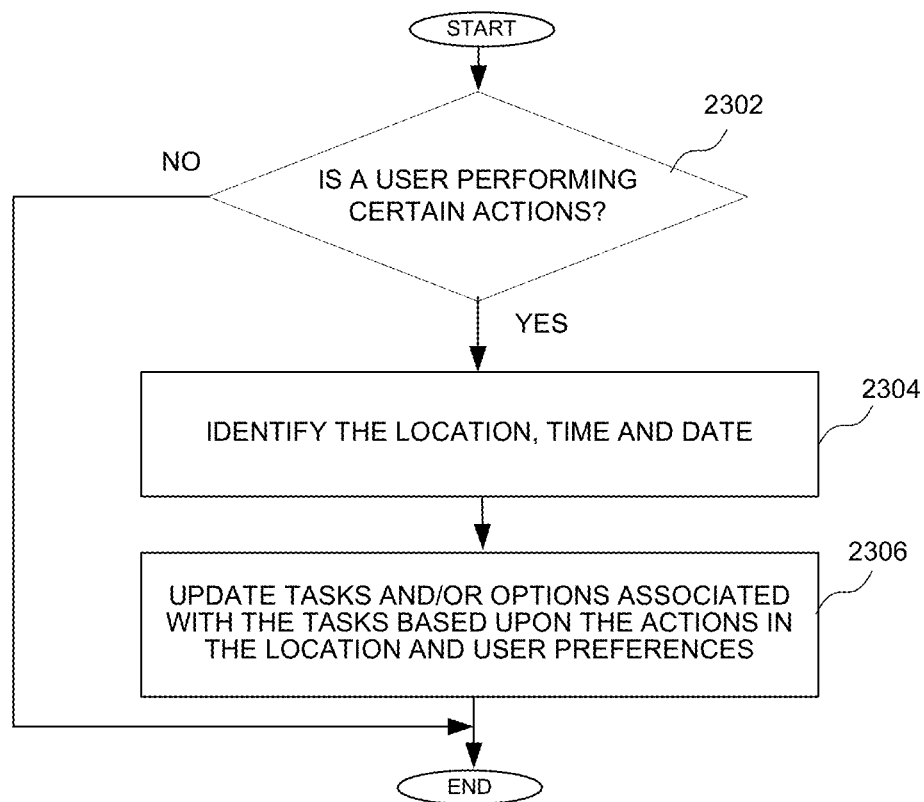 START
2302
NO
IS A USER PERFORMING
CERTAIN ACTIONS?
YES
2304
IDENTIFY THE LOCATION, TIME AND DATE
2306
UPDATE TASKS AND/OR OPTIONS ASSOCIATED
WITH THE TASKS BASED UPON THE ACTIONS IN
THE LOCATION AND USER PREFERENCES
END